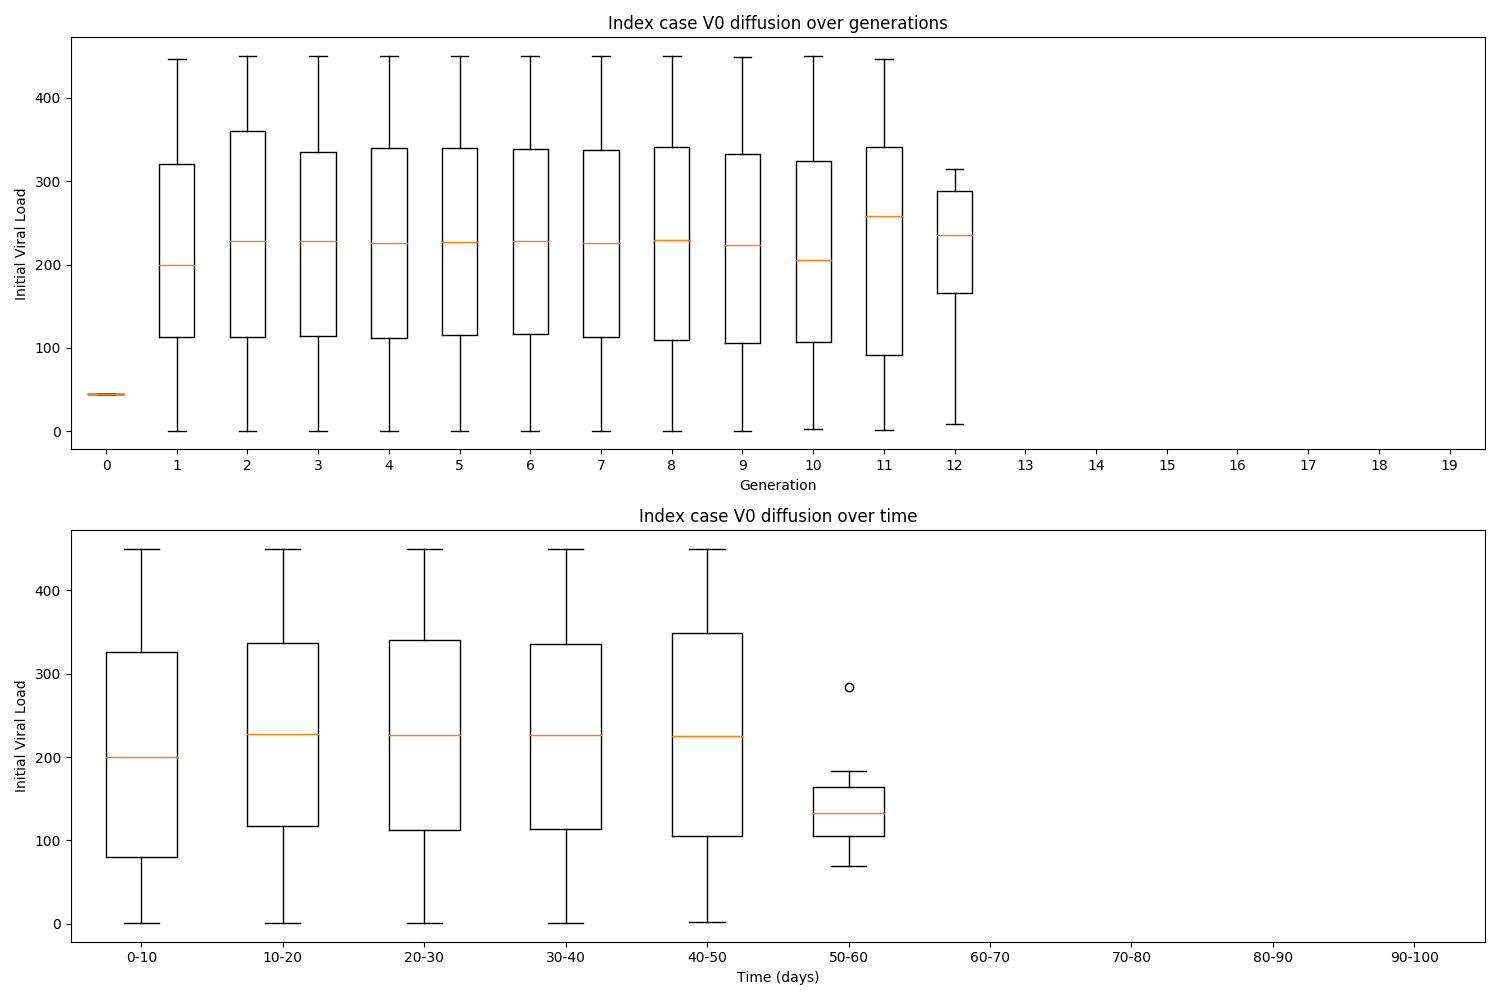 Index case V0 diffusion over generations
Initial Viral Load
400
300
200
100
0
0 1 2 3 4 5 6 7 8 9 10 11 12 13 14 15 16 17 18 19
Generation
Index case V0 diffusion over time
Initial Viral Load
400
300
200
100
0
0-10 10-20 20-30 30-40 40-50 50-60 60-70 70-80 80-90 90-100
Time (days)